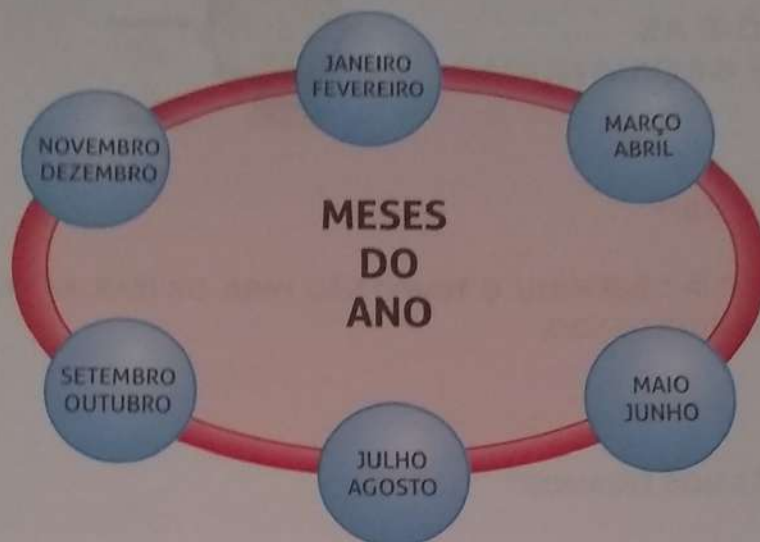 JANEIRO
FEVEREIRO
MARÇO
ABRIL
NOVEMBRO
DEZEMBRO
MESES
DO
ANO
SETEMBRO
OUTUBRO
MAIO
JUNHO
JULHO
AGOSTO